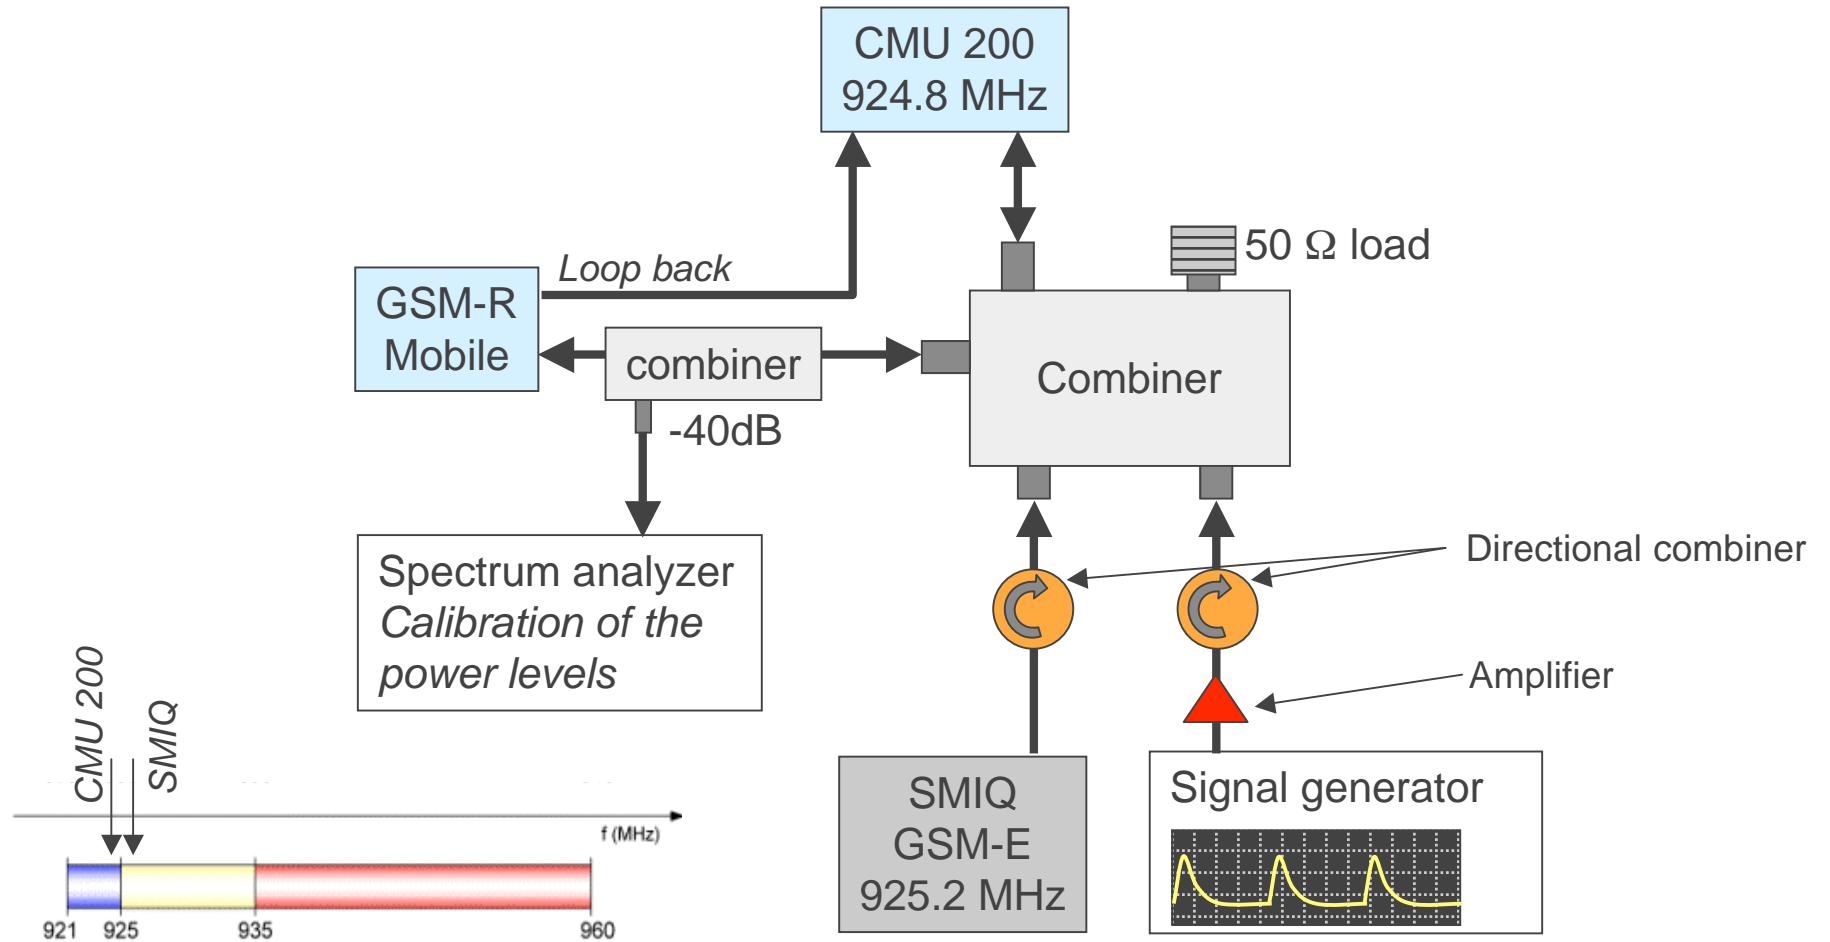 CMU 200
924.8 MHz
50 Ω load
Loop back
GSM-R
Mobile
combiner
-40dB
Combiner
Spectrum analyzer
Calibration of the
power levels
Directional combiner
Amplifier
SMIQ
GSM-E
925.2 MHz
Signal generator
CMU 200
SMIQ
f (MHz)
921 925 935 960